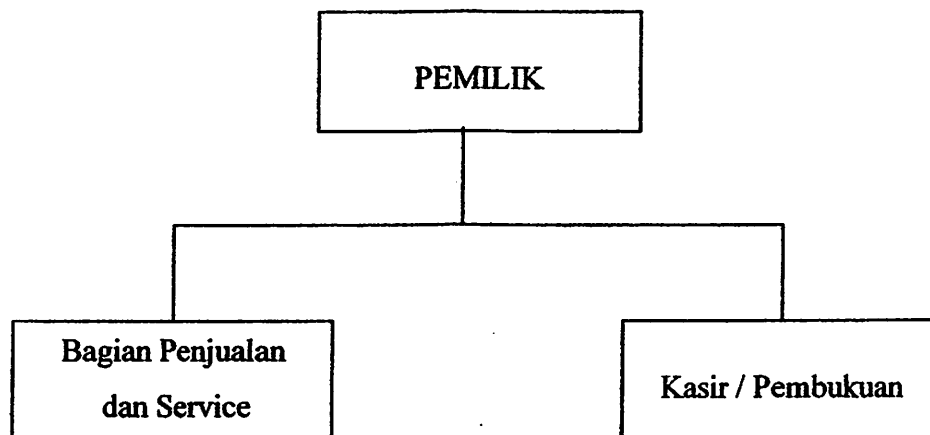 PEMILIK
Bagian Penjualan
dan Service
Kasir / Pembukuan